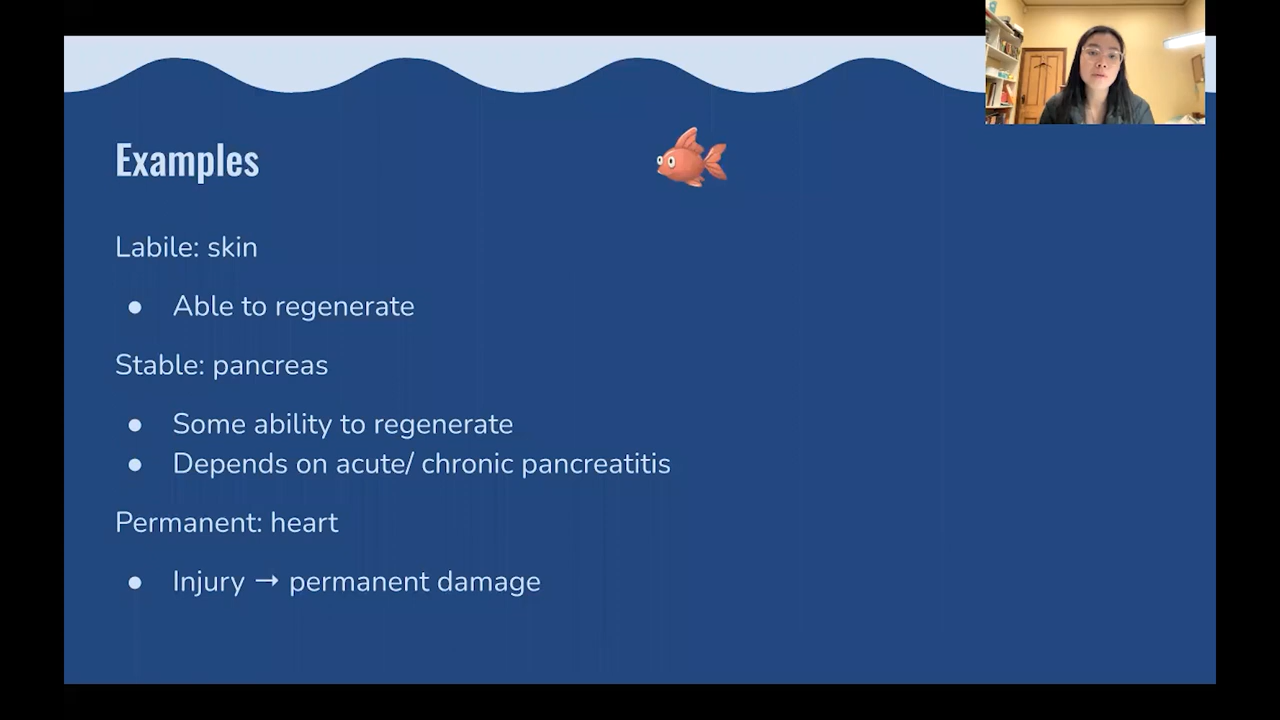 Examples
Labile: skin
● Able to regenerate
Stable: pancreas
● Some ability to regenerate
● Depends on acute/ chronic pancreatitis
Permanent: heart
● Injury → permanent damage